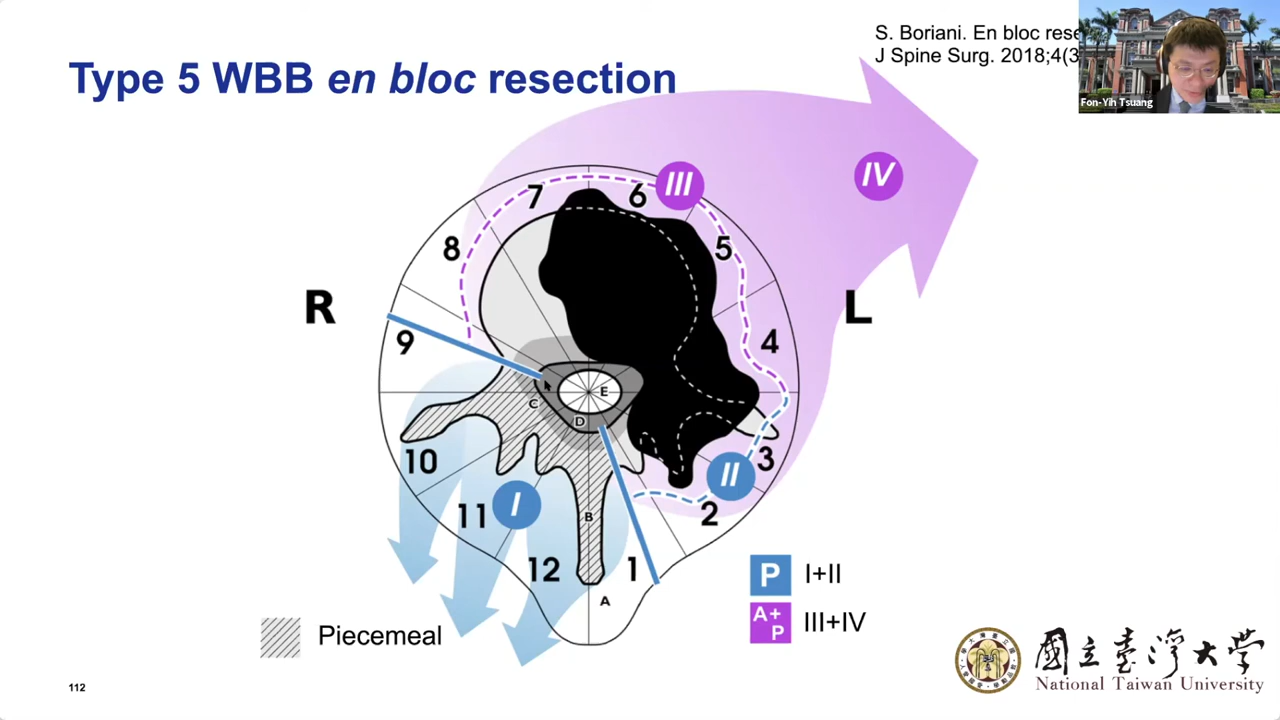 S. Boriani. En bloc rese
J Spine Surg. 2018;4(3
Fon-Yih Tsuang
Type 5 WBB en bloc resection
IV
III
7
6
8
5
R
L
9
4
E
C
D
10
3
II
I
11
B
2
12
1
A
P I+II
A+
P
III+IV
Piecemeal
國立臺灣大學
National Taiwan University
112